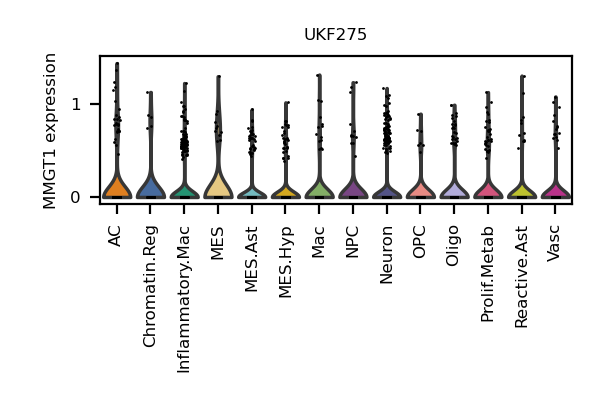 UKF275
MMGT1 expression
1
0
AC
Chromatin.Reg
Inflammatory.Mac
MES
MES.Ast
MES.Hyp
Mac
NPC
Neuron
OPC
Oligo
Prolif.Metab
Reactive.Ast
Vasc